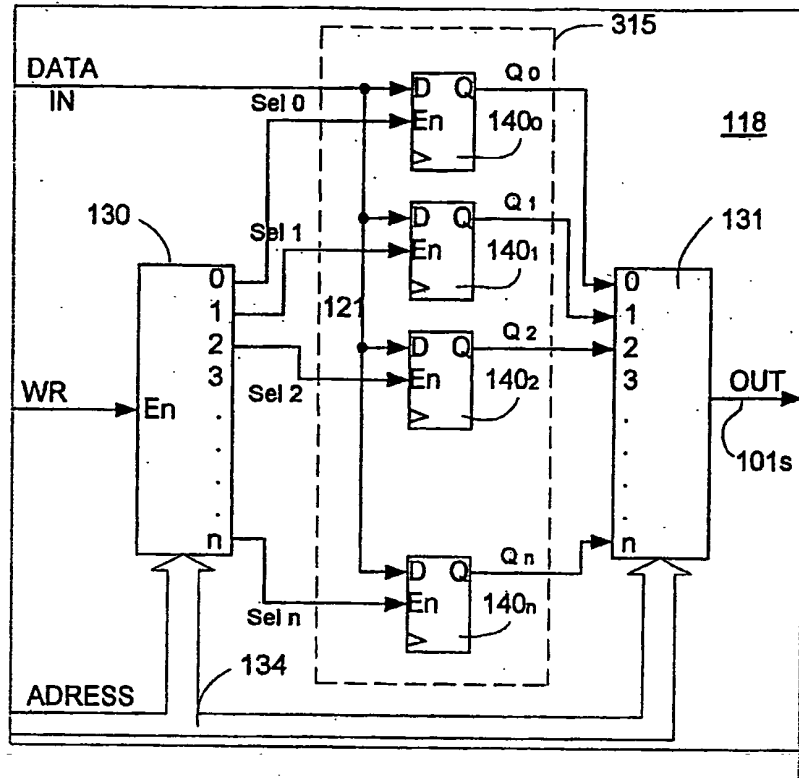 315
DATA
IN
Sel 0
D Q
En
Q0
1400
118
130
Sel 1
D Q
En
Q1
1401
131
0
1
2
3
.
.
.
.
n
121
WR
En
Sel 2
D Q
En
Q2
1402
0
1
2
3
.
.
.
.
n
OUT
101s
Sel n
D Q
En
Qn
140n
134
ADRESS